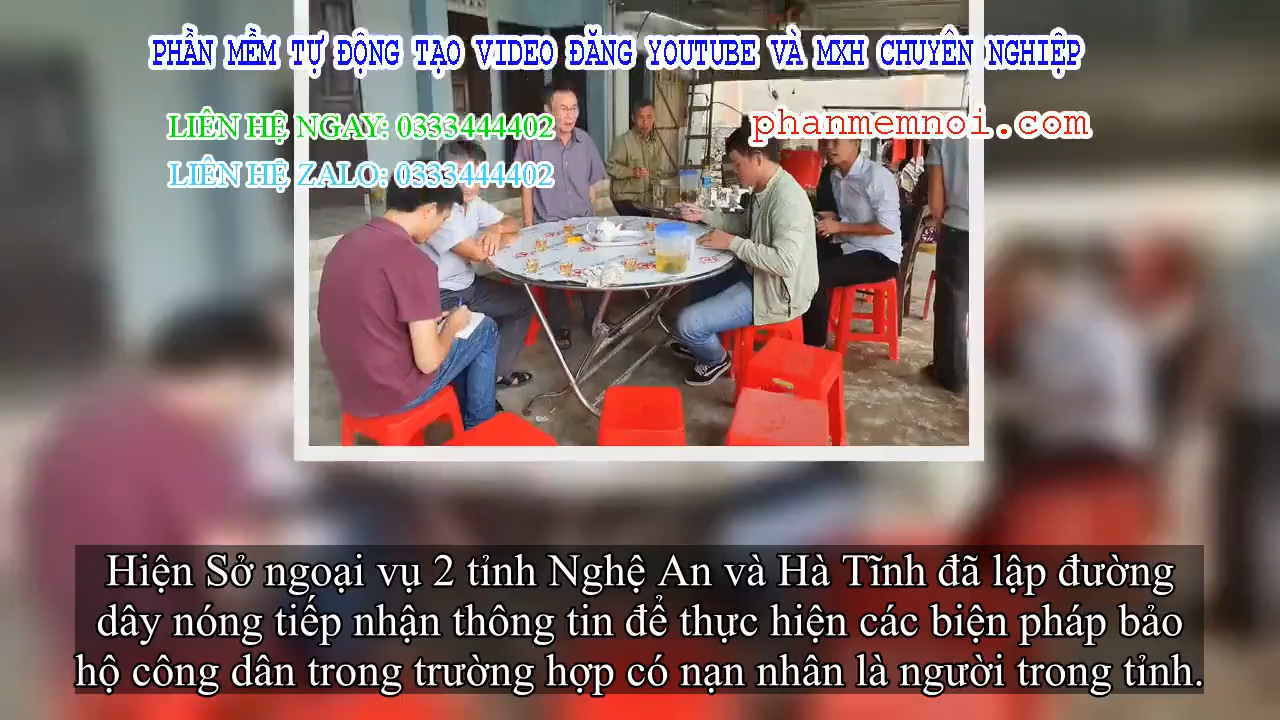 PHẦN MỀM TỰ ĐỘNG TẠO VIDEO ĐĂNG YOUTUBE VÀ MXH CHUYÊN NGHIỆP
LIÊN HỆ NGAY: 0333444402
phanmemnoi.com
LIÊN HỆ ZALO: 0333444402
Hiện Sở ngoại vụ 2 tỉnh Nghệ An và Hà Tĩnh đã lập đường
dây nóng tiếp nhận thông tin để thực hiện các biện pháp bảo
hộ công dân trong trường hợp có nạn nhân là người trong tỉnh.